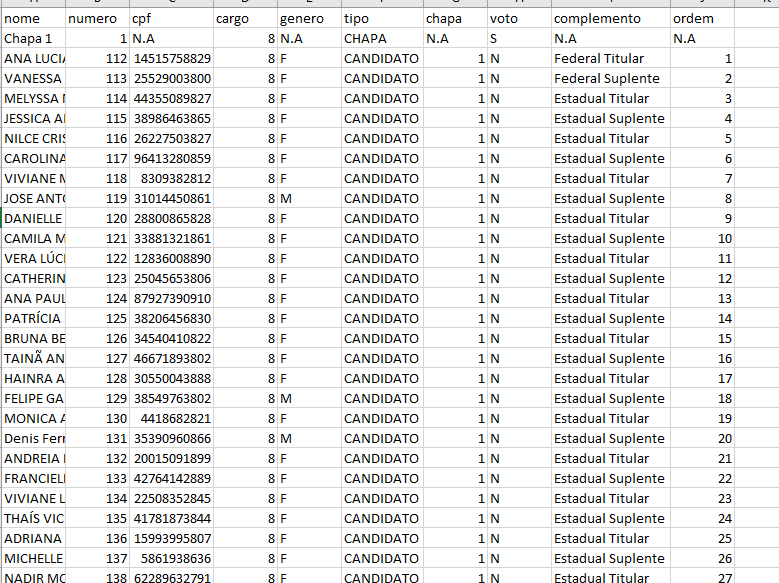 nome numero cpf cargo genero tipo chapa voto complemento ordem
Chapa 1 1 N.A 8 N.A CHAPA N.A S N.A N.A
ANA LUCIA 112 14515758829 8 F CANDIDATO 1 N Federal Titular 1
VANESSA 113 25529003800 8 F CANDIDATO 1 N Federal Suplente 2
MELYSSA 114 44355089827 8 F CANDIDATO 1 N Estadual Titular 3
JESSICA A 115 38986463865 8 F CANDIDATO 1 N Estadual Suplente 4
NILCE CRIS 116 26227503827 8 F CANDIDATO 1 N Estadual Titular 5
CAROLINA 117 96413280859 8 F CANDIDATO 1 N Estadual Suplente 6
VIVIANE M 118 8309382812 8 F CANDIDATO 1 N Estadual Titular 7
JOSE ANTO 119 31014450861 8 M CANDIDATO 1 N Estadual Suplente 8
DANIELLE 120 28800865828 8 F CANDIDATO 1 N Estadual Titular 9
CAMILA M 121 33881321861 8 F CANDIDATO 1 N Estadual Suplente 10
VERA LÚCI 122 12836008890 8 F CANDIDATO 1 N Estadual Titular 11
CATHERIN 123 25045653806 8 F CANDIDATO 1 N Estadual Suplente 12
ANA PAUL 124 87927390910 8 F CANDIDATO 1 N Estadual Titular 13
PATRÍCIA 125 38206456830 8 F CANDIDATO 1 N Estadual Suplente 14
BRUNA BE 126 34540410822 8 F CANDIDATO 1 N Estadual Titular 15
TAINÃ AN 127 46671893802 8 F CANDIDATO 1 N Estadual Suplente 16
HAINRA A 128 30550043888 8 F CANDIDATO 1 N Estadual Titular 17
FELIPE GA 129 38549763802 8 M CANDIDATO 1 N Estadual Suplente 18
MONICA A 130 4418682821 8 F CANDIDATO 1 N Estadual Titular 19
Denis Ferr 131 35390960866 8 M CANDIDATO 1 N Estadual Suplente 20
ANDREIA 132 20015091899 8 F CANDIDATO 1 N Estadual Titular 21
FRANCIELI 133 42764142889 8 F CANDIDATO 1 N Estadual Suplente 22
VIVIANE L 134 22508352845 8 F CANDIDATO 1 N Estadual Titular 23
THAÍS VIC 135 41781873844 8 F CANDIDATO 1 N Estadual Suplente 24
ADRIANA 136 15993995807 8 F CANDIDATO 1 N Estadual Titular 25
MICHELLE 137 5861938636 8 F CANDIDATO 1 N Estadual Suplente 26
NADIR MO 138 62289632791 8 F CANDIDATO 1 N Estadual Titular 27